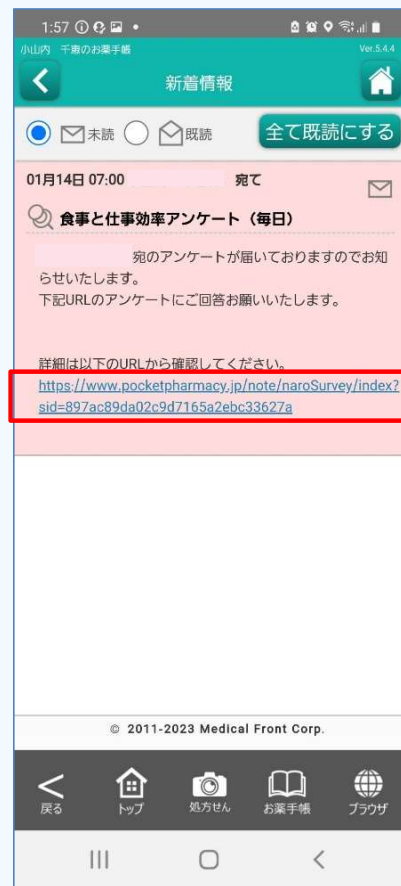 1:57
小山内 千恵のお薬手帳 Ver.5.4.4
新着情報
未読 既読 全て既読にする
01月14日 07:00 宛て
食事と仕事効率アンケート（毎日）
宛のアンケートが届いておりますのでお知
らせいたします。
下記URLのアンケートにご回答お願いいたします。
詳細は以下のURLから確認してください。
https://www.pocketpharmacy.jp/note/naroSurvey/index?
sid=897ac89da02c9d7165a2ebc33627a
© 2011-2023 Medical Front Corp.
戻る トップ 処方せん お薬手帳 ブラウザ